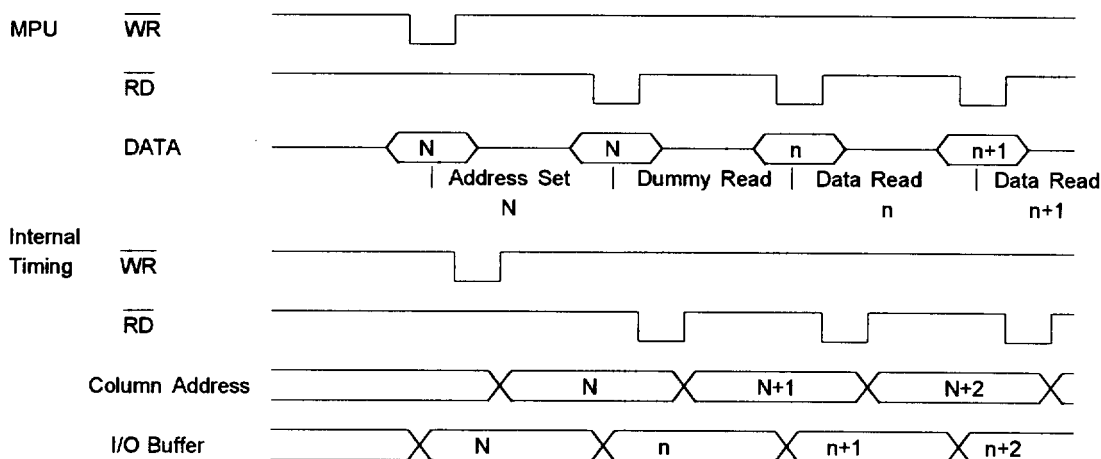 MPU WR
RD
DATA N N n n+1
| Address Set | Dummy Read | Data Read | Data Read
N n n+1
Internal
Timing WR
RD
Column Address N N+1 N+2
I/O Buffer N n n+1 n+2